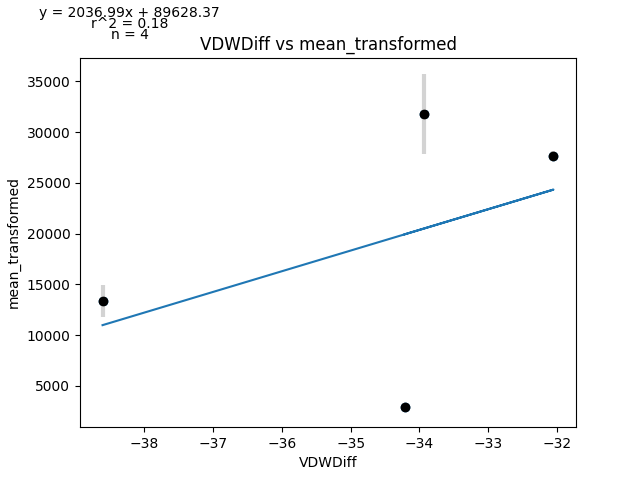 y = 2036.99x + 89628.37
r^2 = 0.18
n = 4
VDWDiff vs mean_transformed
35000
30000
25000
20000
15000
10000
5000
mean_transformed
−38
−37
−36
−35
−34
−33
−32
VDWDiff